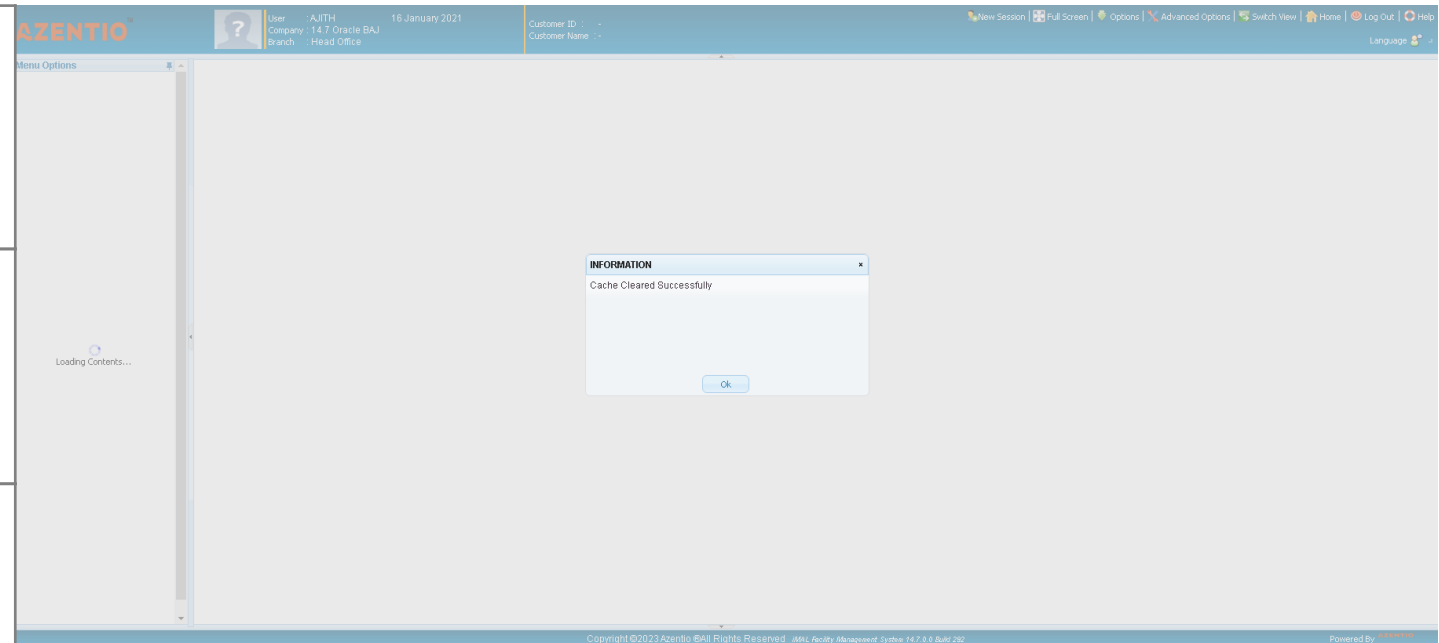 AZENTIO
User : AJITH 16 January 2021
Company : 14.7 Oracle BAJ
Branch : Head Office
Customer ID : -
Customer Name : -
New Session | Full Screen | Options | Advanced Options | Switch View | Home | Log Out | Help
Language
Menu Options
Loading Contents...
INFORMATION ×
Cache Cleared Successfully
Ok
Copyright ©2023 Azentio ®All Rights Reserved iMAL Facility Management System 14.7.0.0 Build 292
Powered By AZENTIO